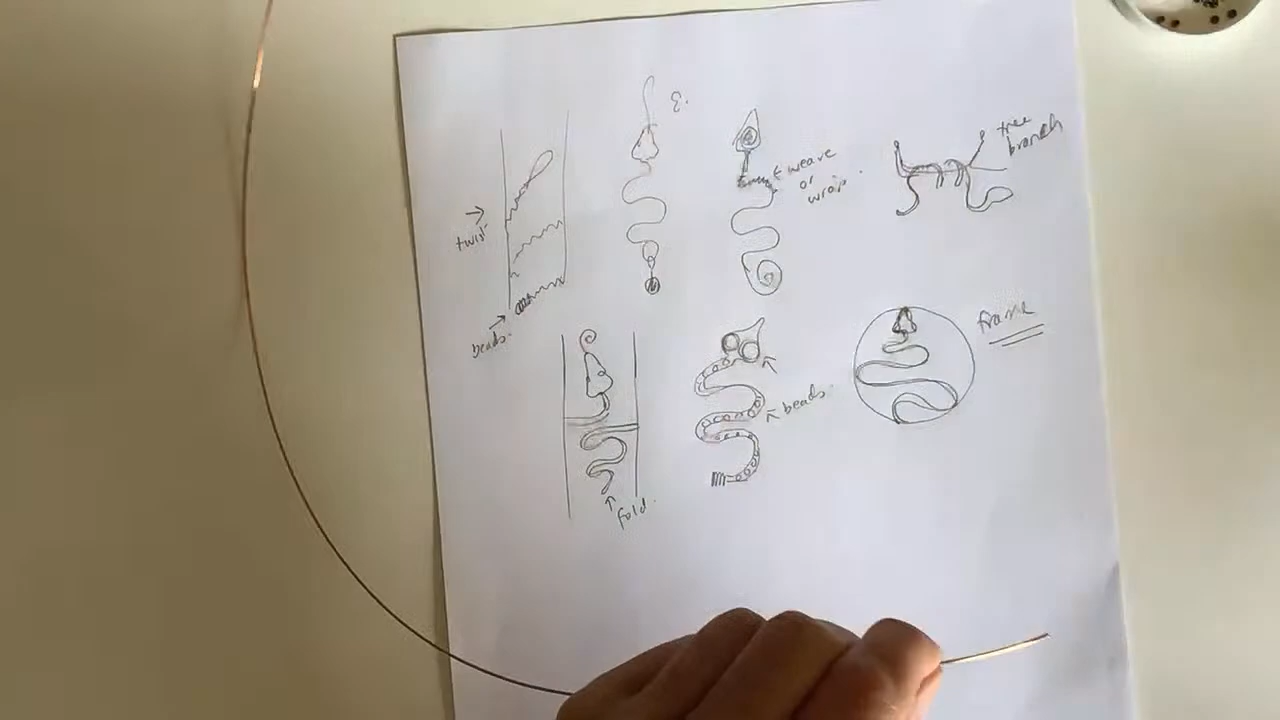 tree
branch
weave
or
wrap.
twist
beads.
frame
beads.
fold.